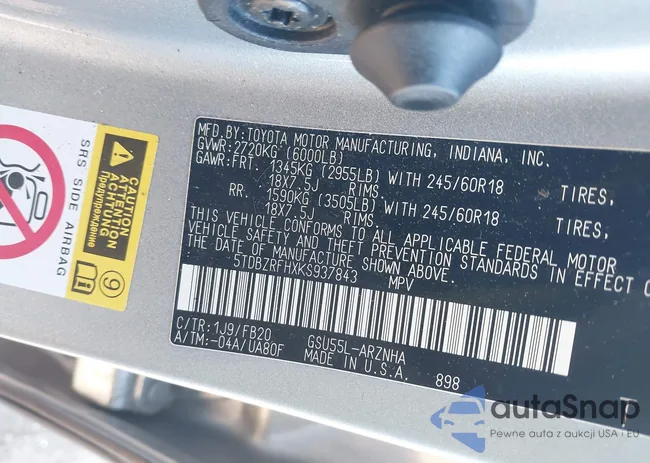 MFD.BY:TOYOTA MOTOR MANUFACTURING, INDIANA, INC.
GVWR:2720KG (6000LB)
GAWR:FRT. 1345KG (2955LB) WITH 245/60R18 TIRES,
18X7.5J RIMS,
RR. 1590KG (3505LB) WITH 245/60R18 TIRES,
18X7.5J RIMS.
THIS VEHICLE CONFORMS TO ALL APPLICABLE FEDERAL MOTOR
VEHICLE SAFETY AND THEFT PREVENTION STANDARDS IN EFFECT O
THE DATE OF MANUFACTURE SHOWN ABOVE.
5TDBZRFHXKS937843 MPV
C/TR:1J9/FB20 GSU55L-ARZNHA
A/TM:-04A/UA80F MADE IN U.S.A. 898
SRS SIDE AIRBAG
CAUTION
ATTENTION
ACHTUNG
Предупреждение
9
autoSnap
Pewne auta z aukcji USA i EU